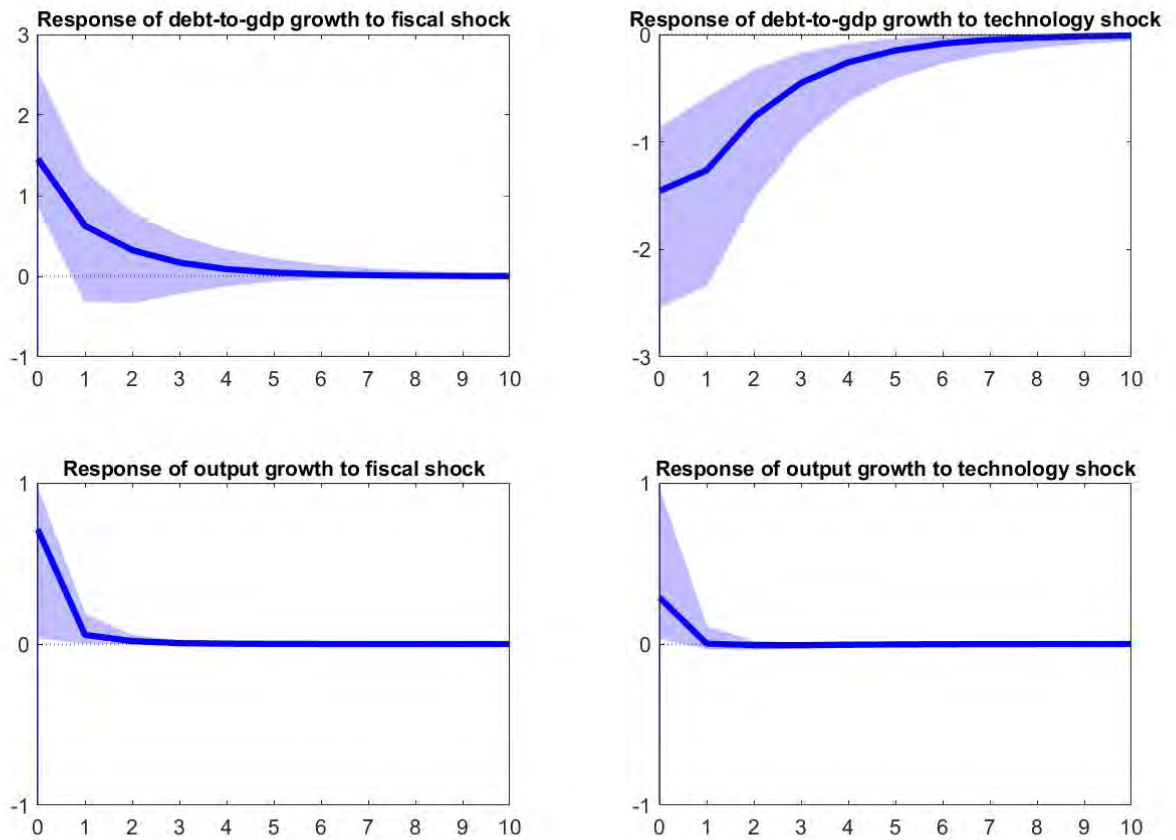 Response of debt-to-gdp growth to fiscal shock
3
2
1
0
-1
0 1 2 3 4 5 6 7 8 9 10
Response of debt-to-gdp growth to technology shock
0
-1
-2
-3
0 1 2 3 4 5 6 7 8 9 10
Response of output growth to fiscal shock
1
0
-1
0 1 2 3 4 5 6 7 8 9 10
Response of output growth to technology shock
1
0
-1
0 1 2 3 4 5 6 7 8 9 10